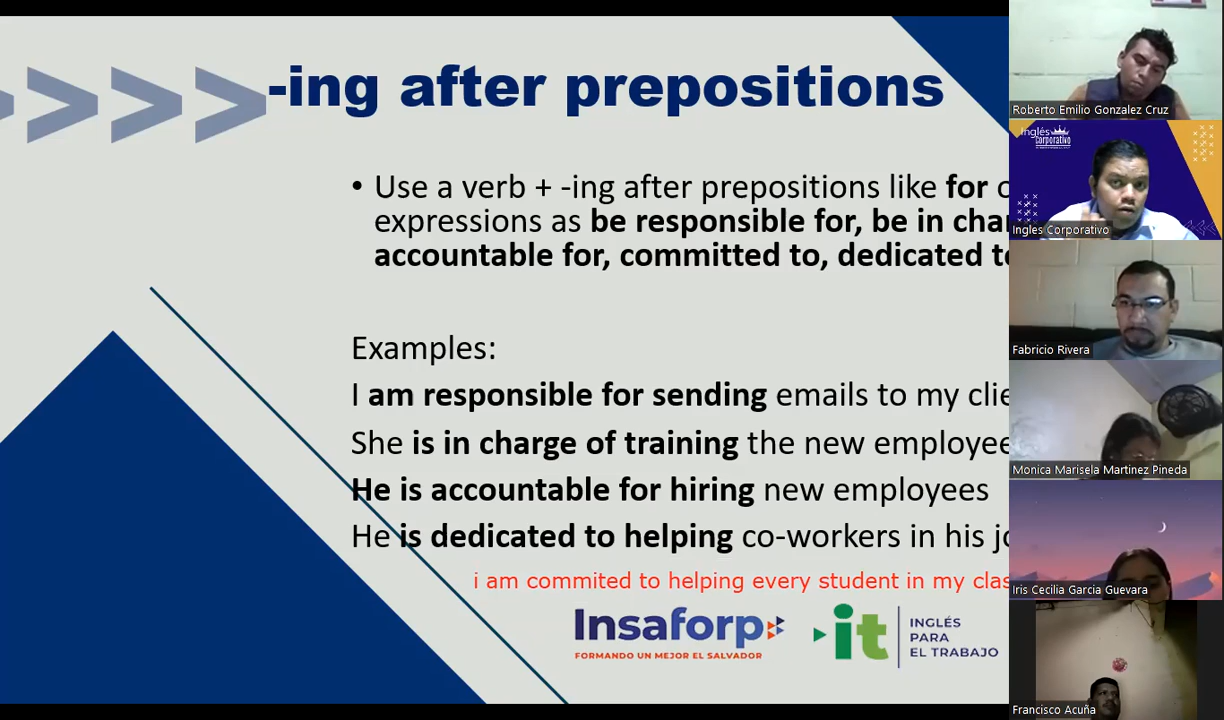 -ing after prepositions
• Use a verb + -ing after prepositions like for
expressions as be responsible for, be in
accountable for, committed to, dedicated
Examples:
I am responsible for sending emails to my
She is in charge of training the new
He is accountable for hiring new employees
He is dedicated to helping co-workers in his
i am commited to helping every student in my
Insaforp
FORMANDO UN MEJOR EL SALVADOR
it
INGLÉS
PARA
EL TRABAJO
Roberto Emilio Gonzalez Cruz
Inglés
Corporativo
Ingles Corporativo
Fabricio Rivera
Monica Marisela Martinez Pineda
Iris Cecilia Garcia Guevara
Francisco Acuña